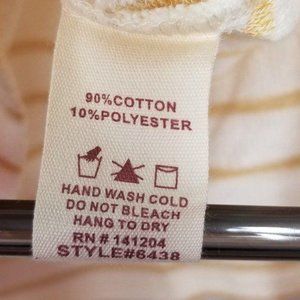 90%COTTON
10%POLYESTER
HAND WASH COLD
DO NOT BLEACH
HANG TO DRY
RN # 141204
STYLE#6438